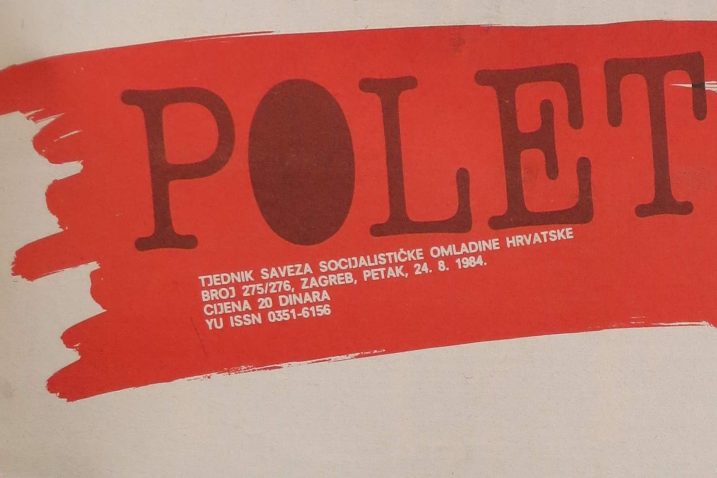 POLET
TJEDNIK SAVEZA SOCIJALISTIČKE OMLADINE HRVATSKE
BROJ 275/276, ZAGREB, PETAK, 24. 8. 1984.
CIJENA 20 DINARA
YU ISSN 0351-6156